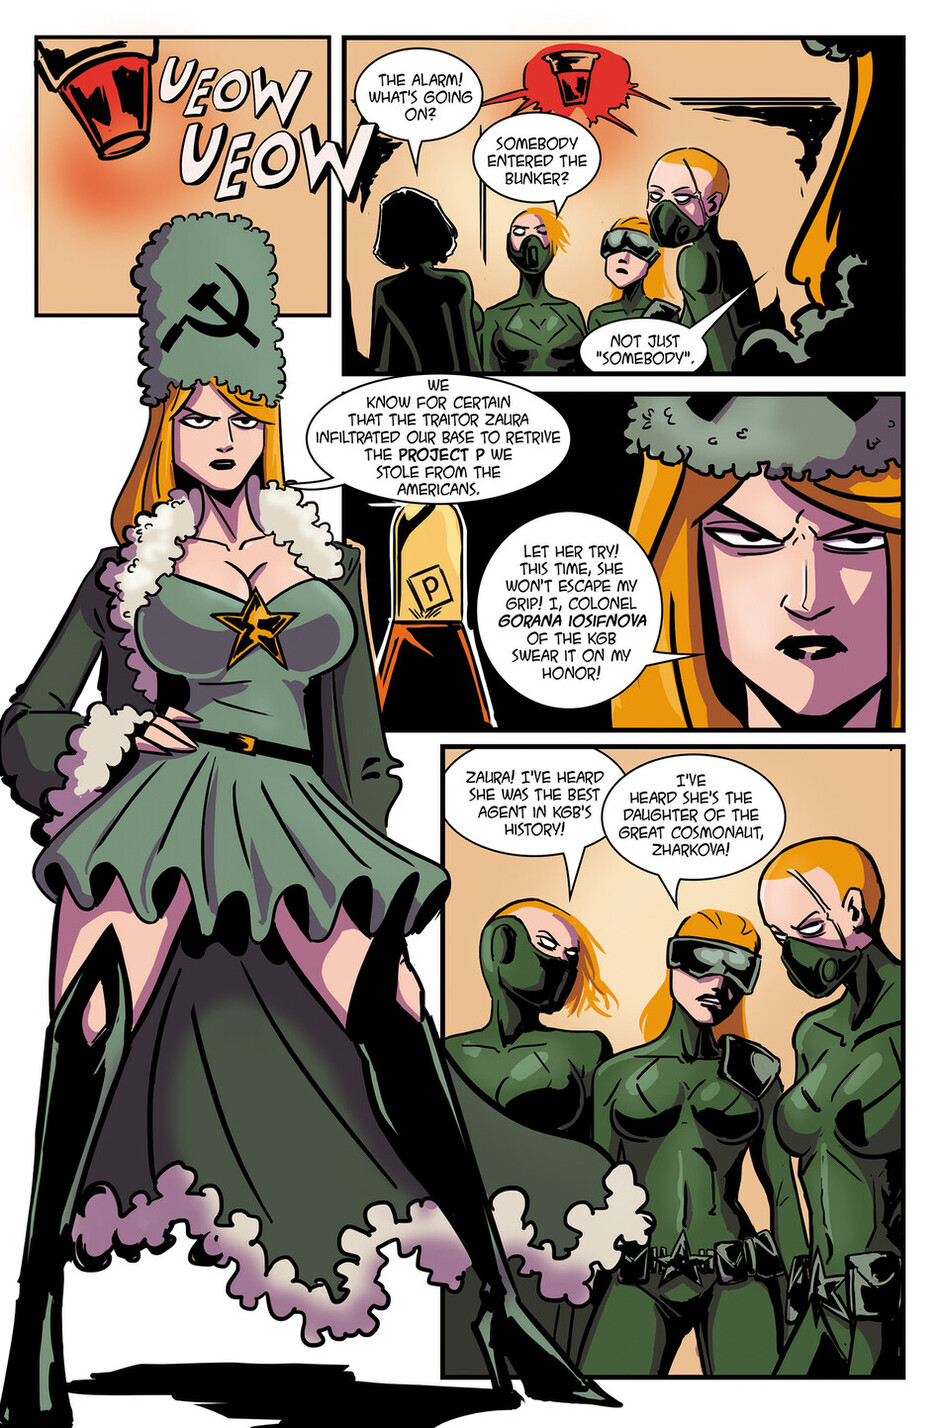 UEOW
UEOW
THE ALARM!
WHAT'S GOING
ON?
SOMEBODY
ENTERED THE
BUNKER?
NOT JUST
"SOMEBODY".
WE
KNOW FOR CERTAIN
THAT THE TRAITOR ZAURA
INFILTRATED OUR BASE TO RETRIVE
THE PROJECT P WE
STOLE FROM THE
AMERICANS.
P
LET HER TRY!
THIS TIME, SHE
WON'T ESCAPE MY
GRIP! I, COLONEL
GORANA IOSIFNOVA
OF THE KGB
SWEAR IT ON MY
HONOR!
ZAURA! I'VE HEARD
SHE WAS THE BEST
AGENT IN KGB'S
HISTORY!
I'VE
HEARD SHE'S THE
DAUGHTER OF THE
GREAT COSMONAUT,
ZHARKOVA!